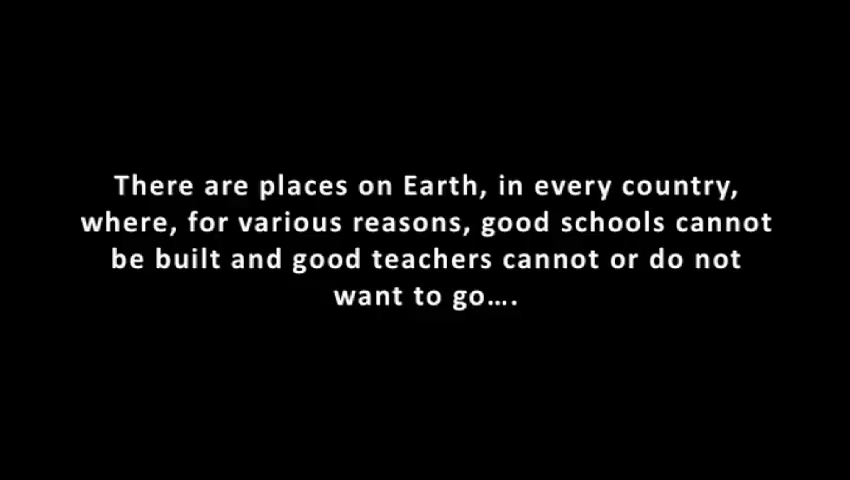 There are places on Earth, in every country,
where, for various reasons, good schools cannot
be built and good teachers cannot or do not
want to go….